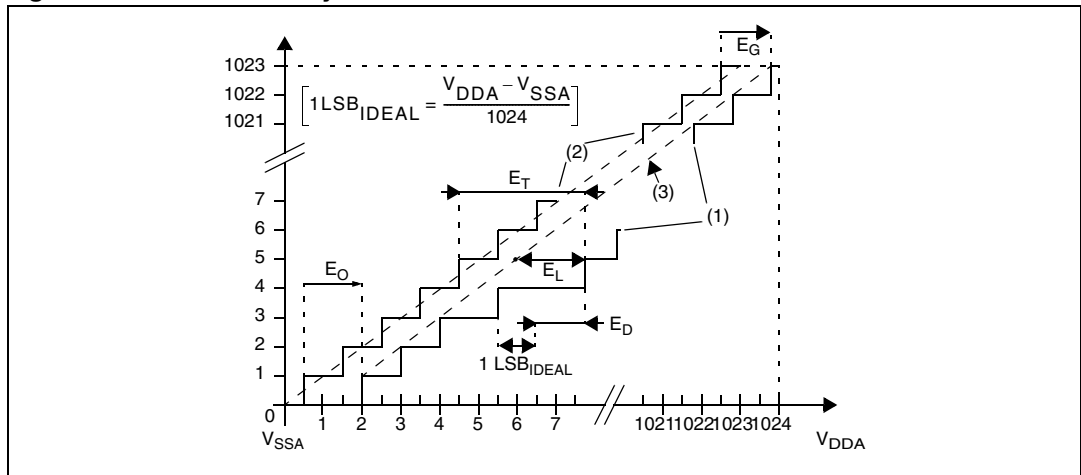 E_G
1023
1022
1021
[1LSB_IDEAL = (V_DDA – V_SSA) / 1024]
(2)
(3)
(1)
E_T
7
6
5
4
3
2
1
0
E_O
E_L
E_D
1 LSB_IDEAL
1 2 3 4 5 6 7 1021 1022 1023 1024
V_SSA
V_DDA